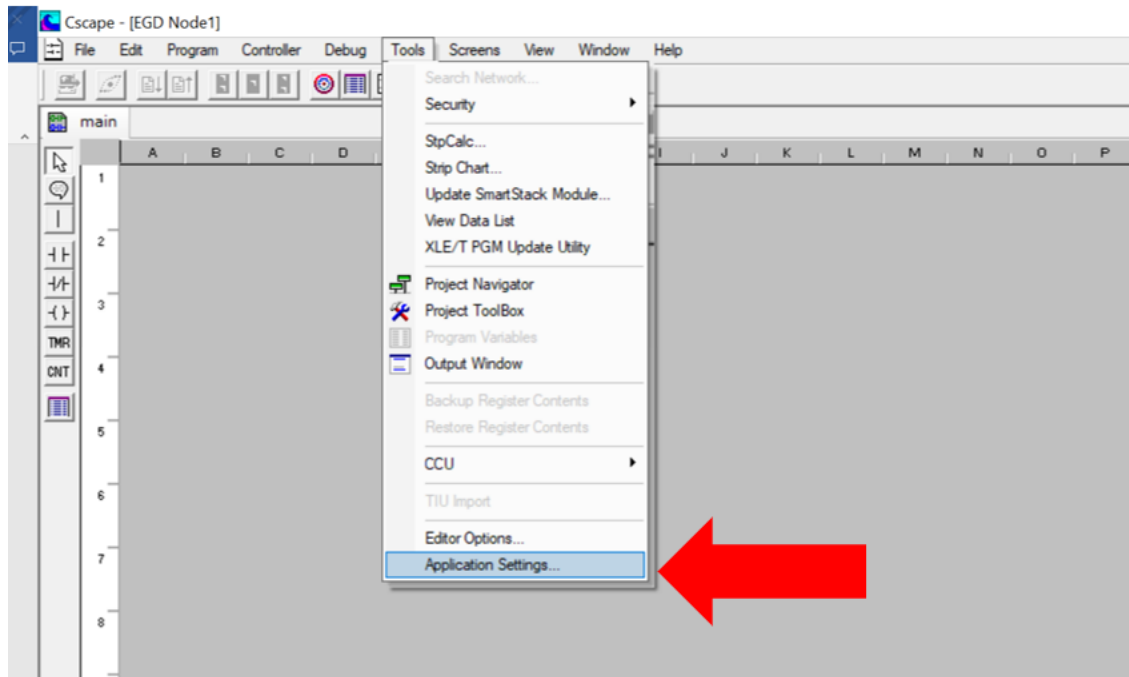 Cscape - [EGD Node1]
File Edit Program Controller Debug Tools Screens View Window Help
main
A B C D I J K L M N O P
1
2
3
4
5
6
7
8
TMR
CNT
Search Network...
Security
StpCalc...
Strip Chart...
Update SmartStack Module...
View Data List
XLE/T PGM Update Utility
Project Navigator
Project ToolBox
Program Variables
Output Window
Backup Register Contents
Restore Register Contents
CCU
TIU Import
Editor Options...
Application Settings...